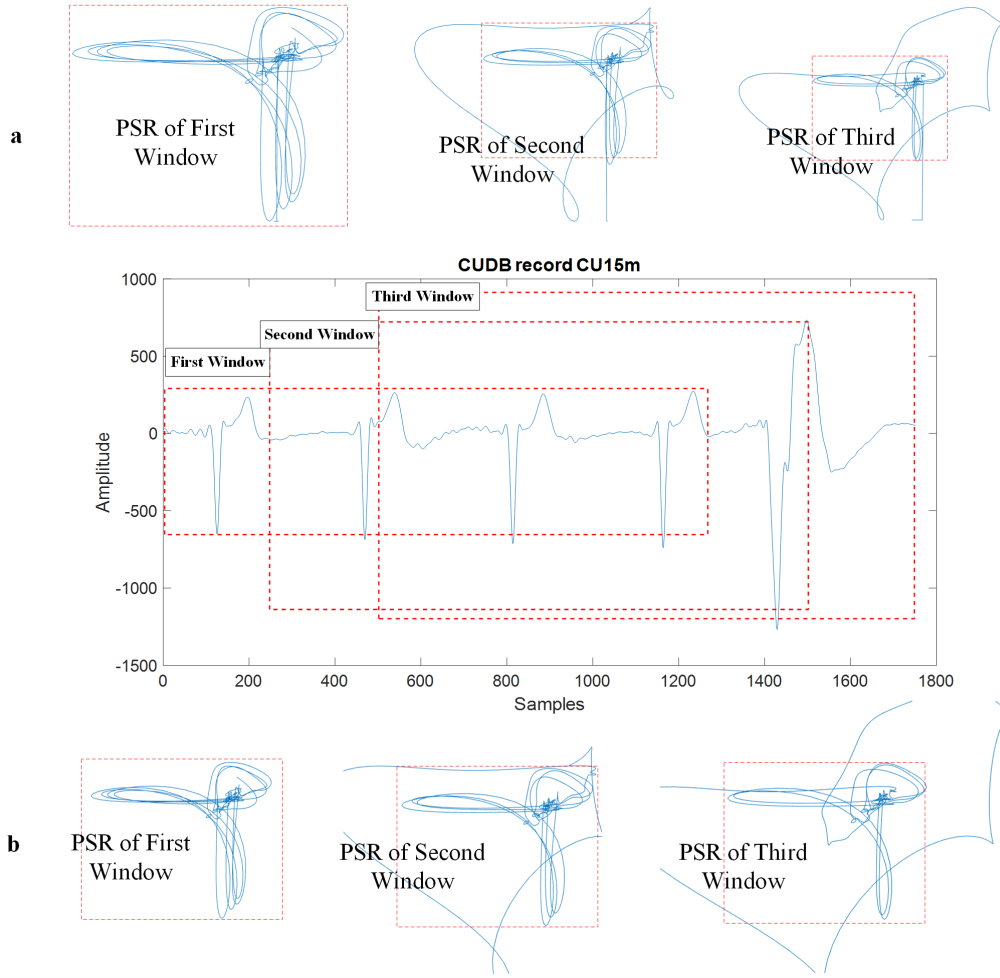 a
PSR of First
Window
PSR of Second
Window
PSR of Third
Window
CUDB record CU15m
1000
500
0
-500
-1000
-1500
Amplitude
Third Window
Second Window
First Window
0
200
400
600
800
1000
1200
1400
1600
1800
Samples
b
PSR of First
Window
PSR of Second
Window
PSR of Third
Window